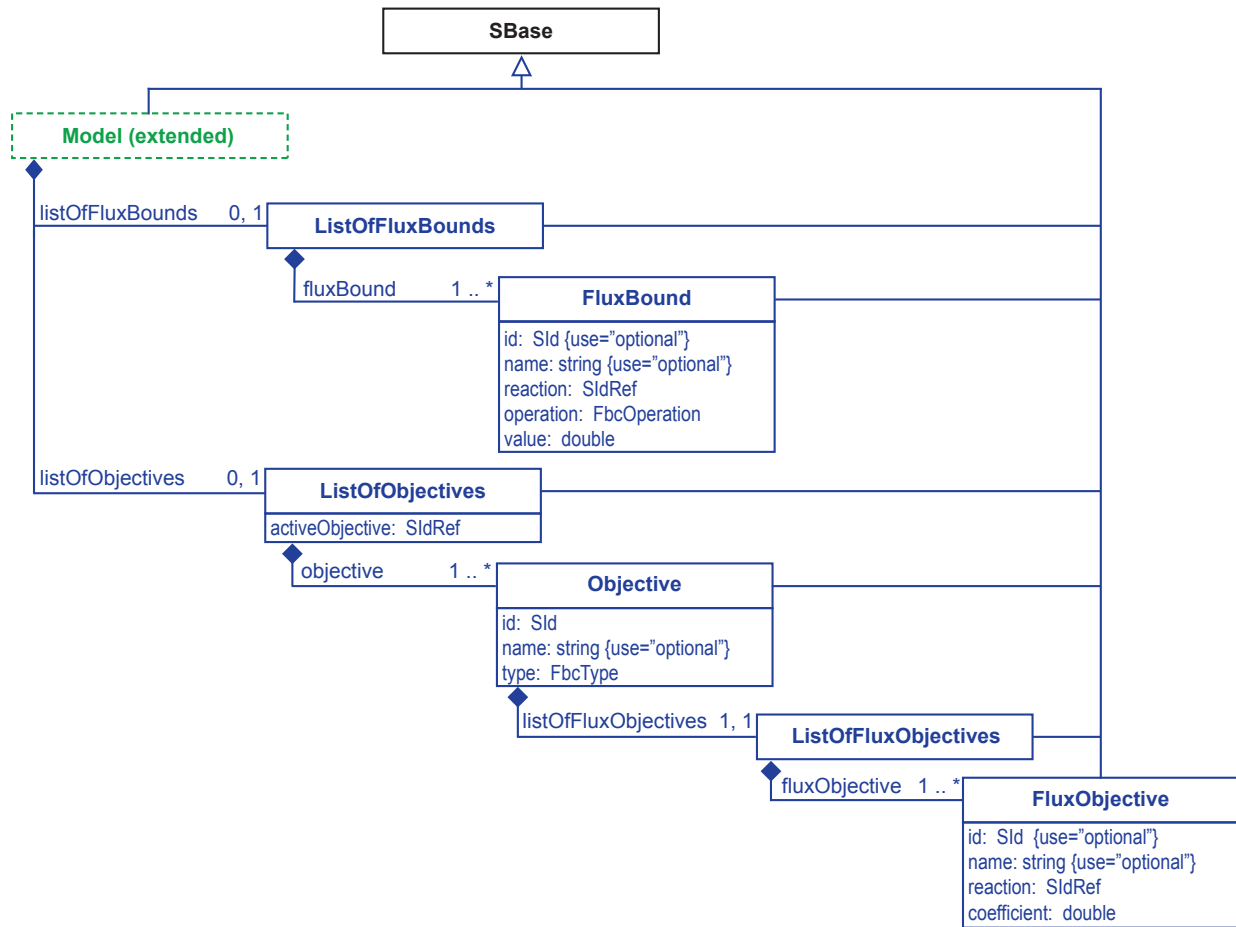 SBase
Model (extended)
listOfFluxBounds 0, 1
ListOfFluxBounds
fluxBound 1 .. *
FluxBound
id: SId {use=”optional”}
name: string {use=”optional”}
reaction: SIdRef
operation: FbcOperation
value: double
listOfObjectives 0, 1
ListOfObjectives
activeObjective: SIdRef
objective 1 .. *
Objective
id: SId
name: string {use=”optional”}
type: FbcType
listOfFluxObjectives 1, 1
ListOfFluxObjectives
fluxObjective 1 .. *
FluxObjective
id: SId {use=”optional”}
name: string {use=”optional”}
reaction: SIdRef
coefficient: double